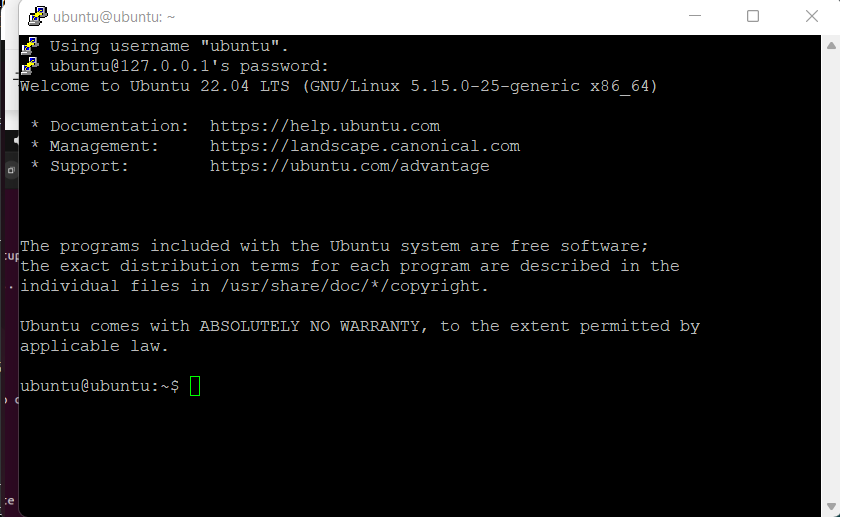 ubuntu@ubuntu: ~
Using username "ubuntu".
ubuntu@127.0.0.1's password:
Welcome to Ubuntu 22.04 LTS (GNU/Linux 5.15.0-25-generic x86_64)
* Documentation:  https://help.ubuntu.com
* Management:     https://landscape.canonical.com
* Support:        https://ubuntu.com/advantage
The programs included with the Ubuntu system are free software;
the exact distribution terms for each program are described in the
individual files in /usr/share/doc/*/copyright.
Ubuntu comes with ABSOLUTELY NO WARRANTY, to the extent permitted by
applicable law.
ubuntu@ubuntu:~$